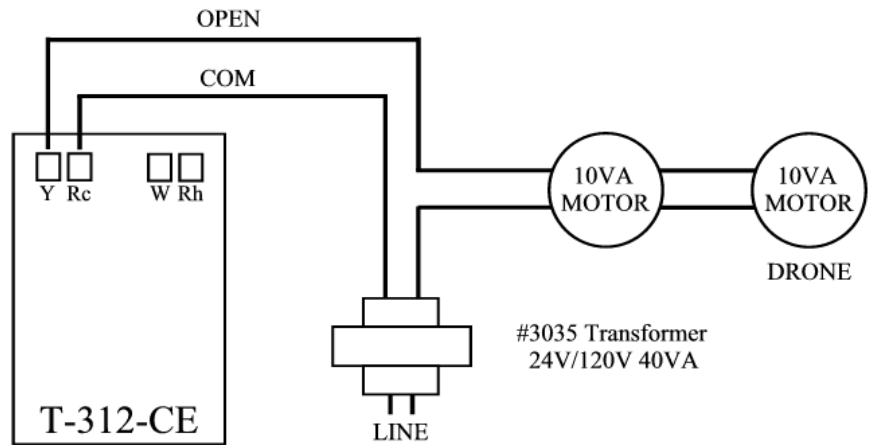 OPEN
COM
Y Rc W Rh
10VA
MOTOR
10VA
MOTOR
DRONE
#3035 Transformer
24V/120V 40VA
T-312-CE
LINE